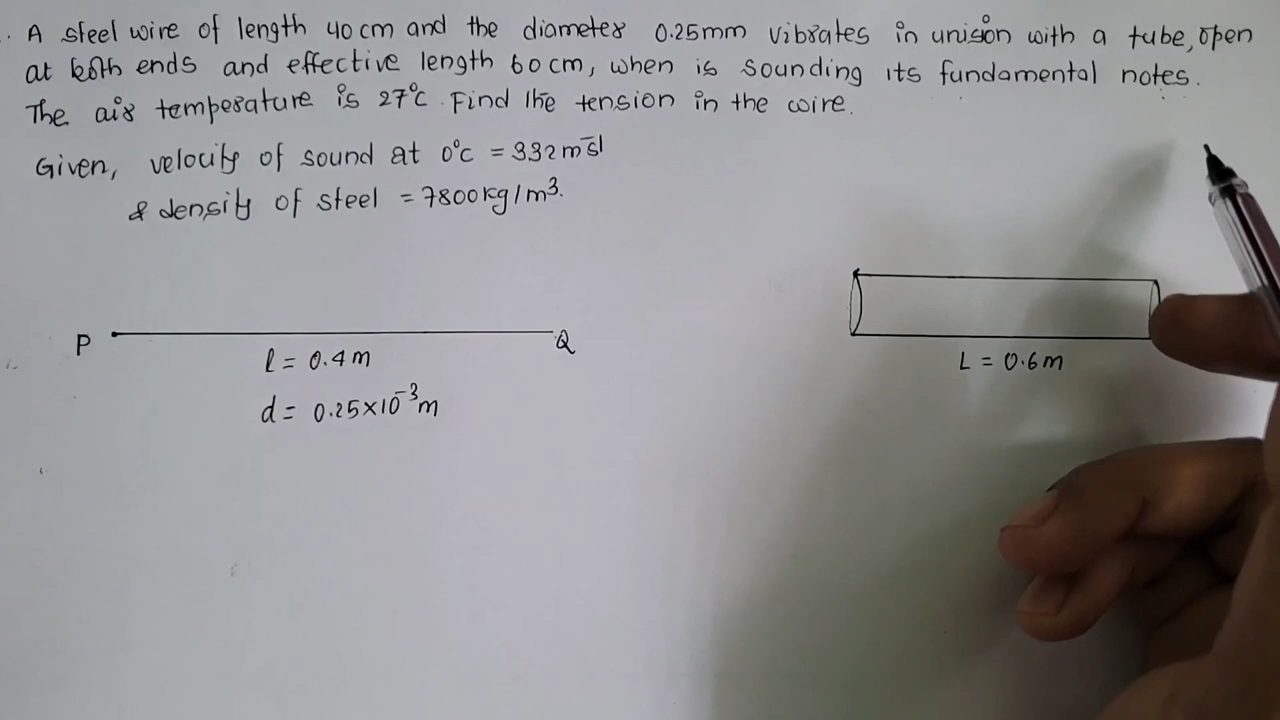 A steel wire of length 40 cm and the diameter 0.25mm vibrates in unison with a tube, open
at both ends and effective length 60 cm, when is sounding its fundamental notes.
The air temperature is 27°C. Find the tension in the wire.
Given, velocity of sound at 0°C = 332 ms⁻¹
& density of steel = 7800 kg/m³.
P Q
l = 0.4 m
d = 0.25×10⁻³ m
L = 0.6 m